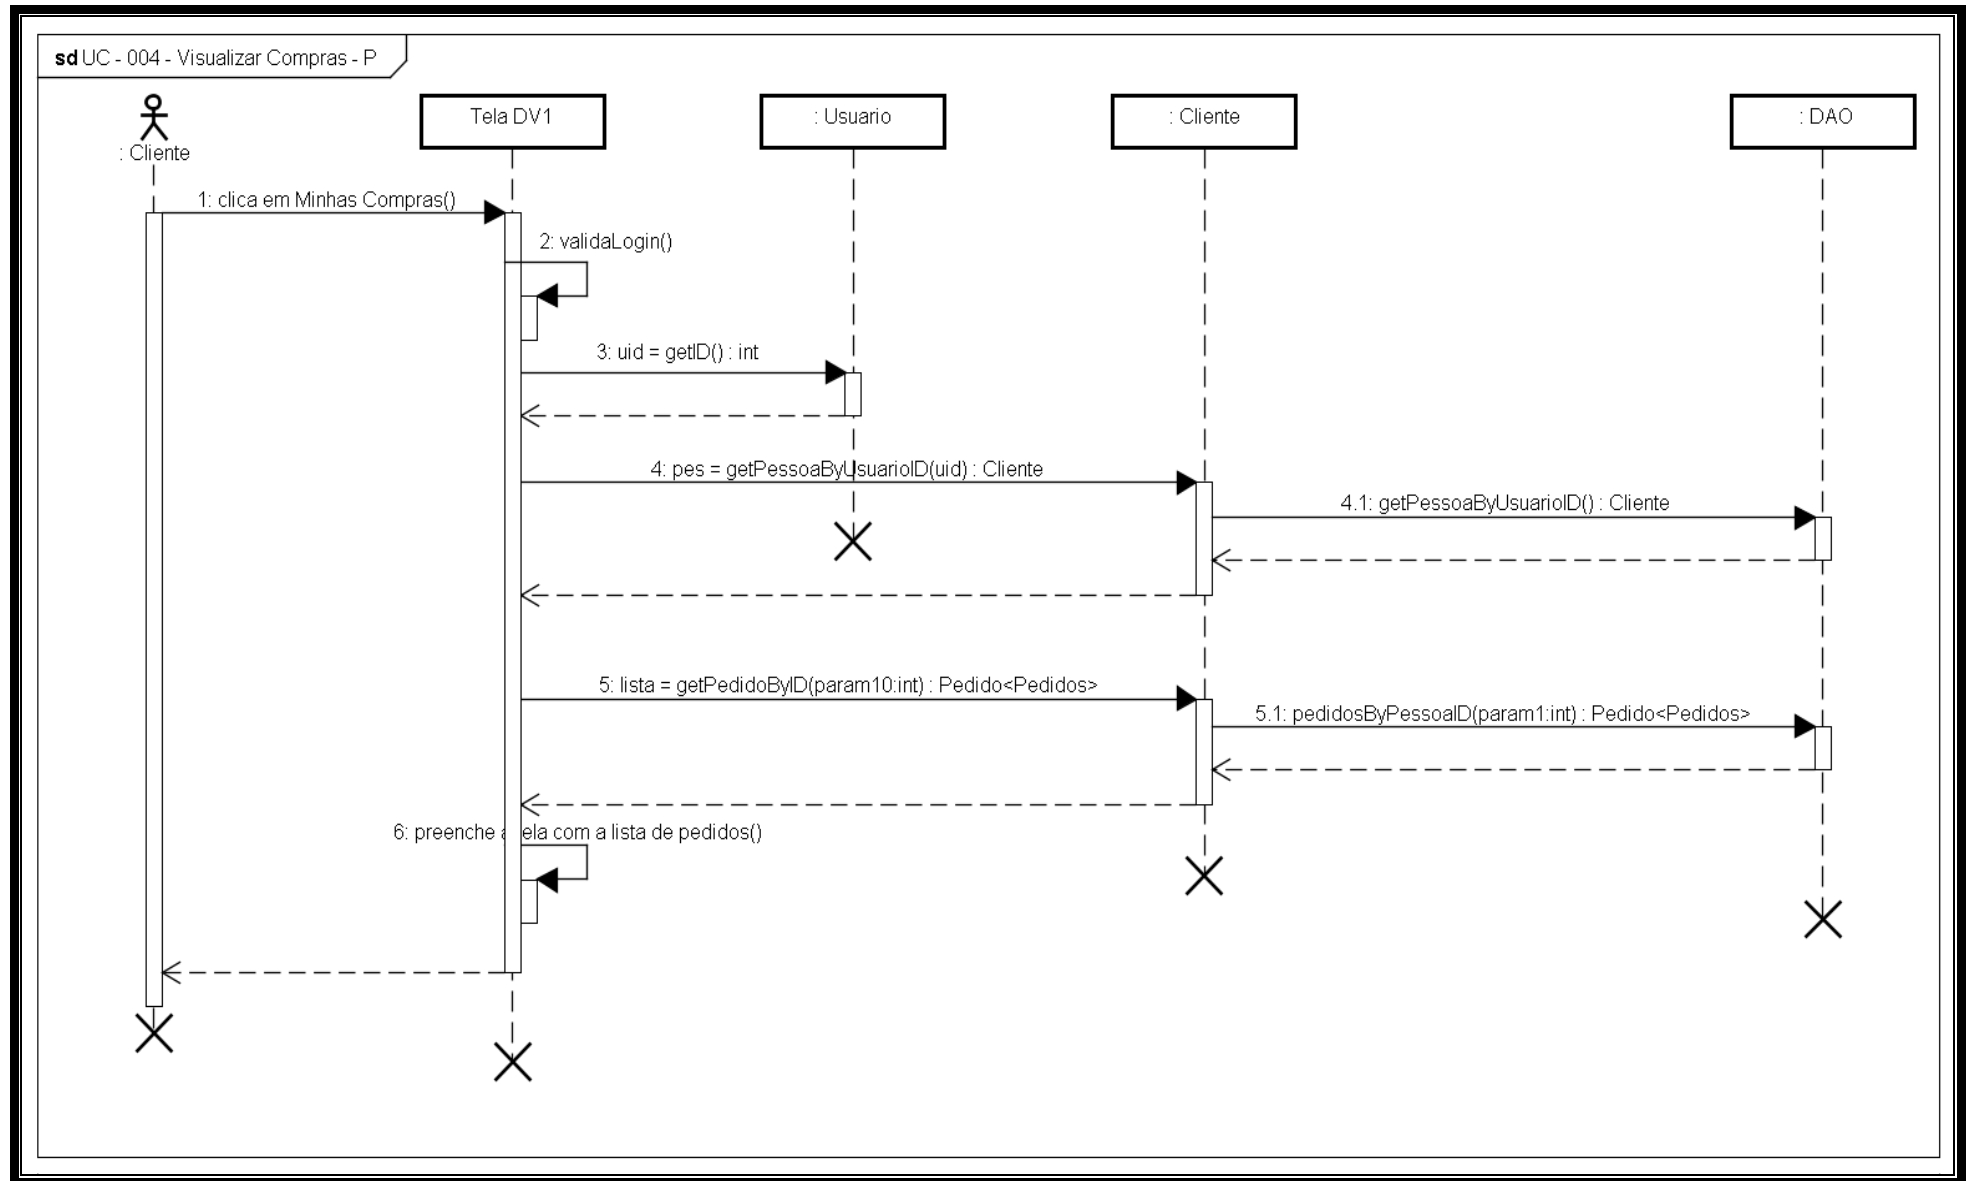 sd UC - 004 - Visualizar Compras - P
: Cliente
Tela DV1
: Usuario
: Cliente
: DAO
1: clica em Minhas Compras()
2: validaLogin()
3: uid = getID() : int
4: pes = getPessoaByUsuarioID(uid) : Cliente
4.1: getPessoaByUsuarioID() : Cliente
5: lista = getPedidoByID(param10:int) : Pedido<Pedidos>
5.1: pedidosByPessoaID(param1:int) : Pedido<Pedidos>
6: preenche a tela com a lista de pedidos()